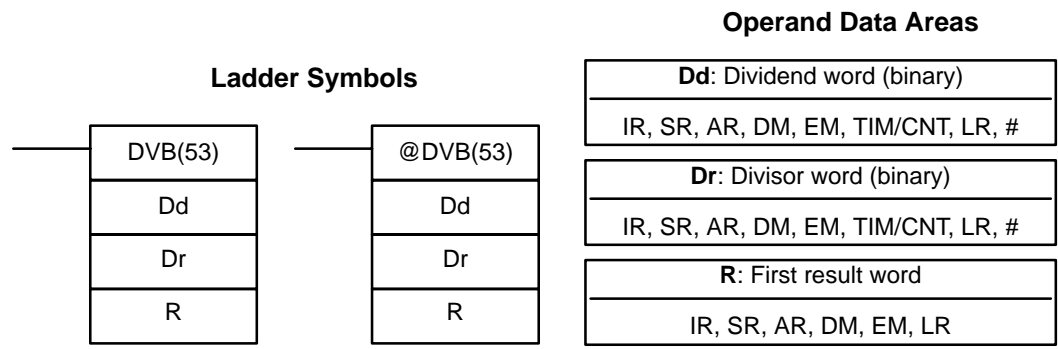 Ladder Symbols
DVB(53)
Dd
Dr
R
@DVB(53)
Dd
Dr
R
Operand Data Areas
Dd: Dividend word (binary)
IR, SR, AR, DM, EM, TIM/CNT, LR, #
Dr: Divisor word (binary)
IR, SR, AR, DM, EM, TIM/CNT, LR, #
R: First result word
IR, SR, AR, DM, EM, LR